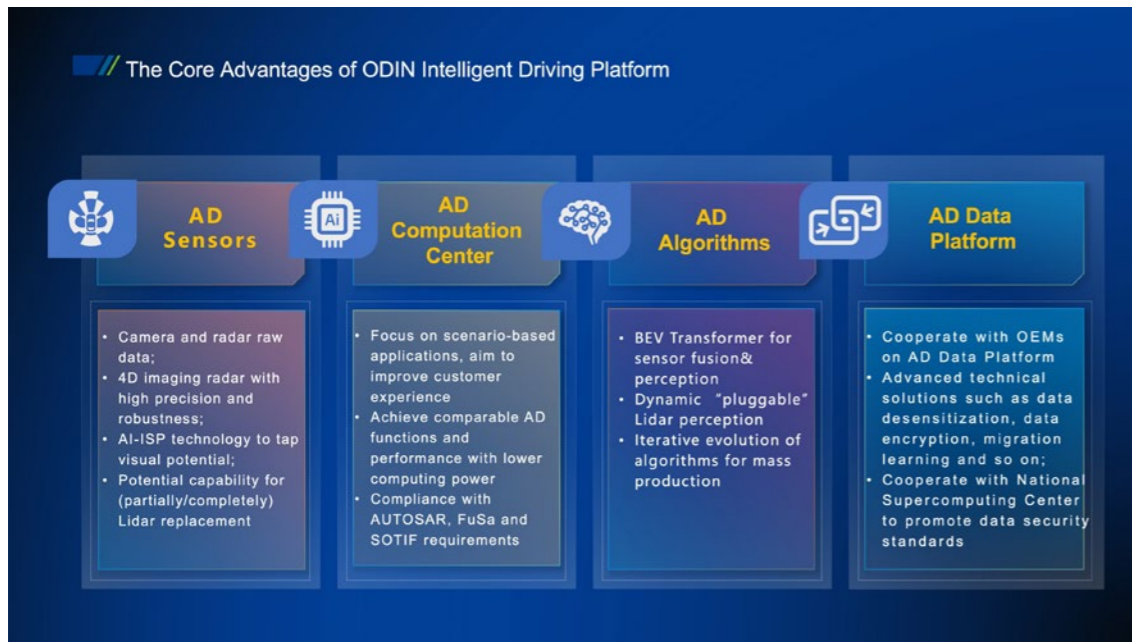 The Core Advantages of ODIN Intelligent Driving Platform
AD
Sensors
• Camera and radar raw
data;
• 4D imaging radar with
high precision and
robustness;
• AI-ISP technology to tap
visual potential;
• Potential capability for
(partially/completely)
Lidar replacement
Ai
AD
Computation
Center
• Focus on scenario-based
applications, aim to
improve customer
experience
• Achieve comparable AD
functions and
performance with lower
computing power
• Compliance with
AUTOSAR, FuSa and
SOTIF requirements
AD
Algorithms
• BEV Transformer for
sensor fusion&
perception
• Dynamic “pluggable”
Lidar perception
• Iterative evolution of
algorithms for mass
production
AD Data
Platform
• Cooperate with OEMs
on AD Data Platform
• Advanced technical
solutions such as data
desensitization, data
encryption, migration
learning and so on;
• Cooperate with National
Supercomputing Center
to promote data security
standards